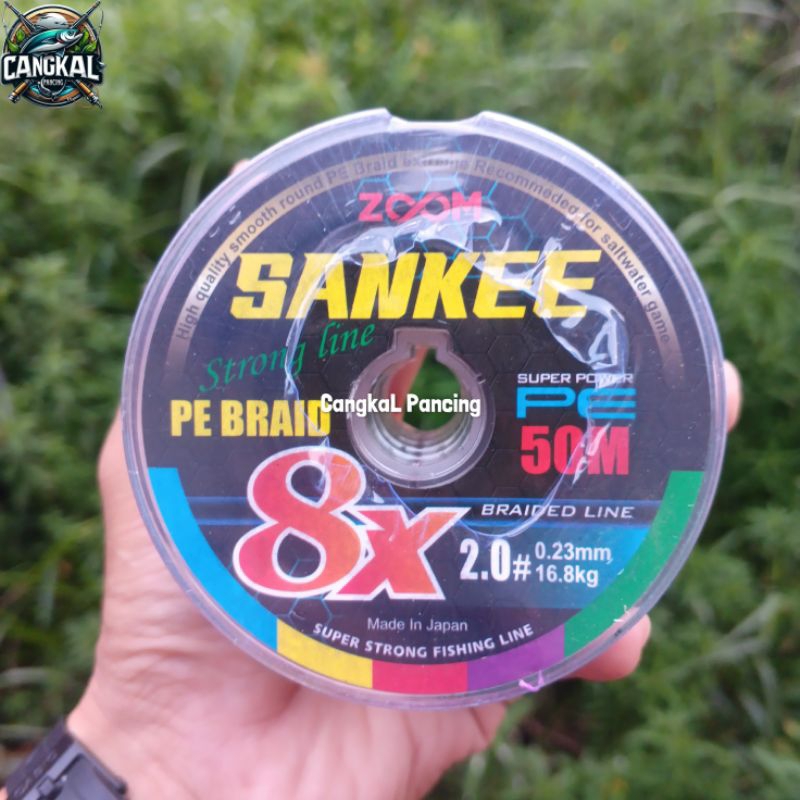 CANGKAL
PANCING
High quality smooth round PE Braid extreme Recommeded for saltwater game
ZOOM
SANKEE
Strong line
SUPER POWER
PE
PE BRAID
CangkaL Pancing
50M
8x
BRAIDED LINE
2.0#
0.23mm
16.8kg
Made In Japan
SUPER STRONG FISHING LINE